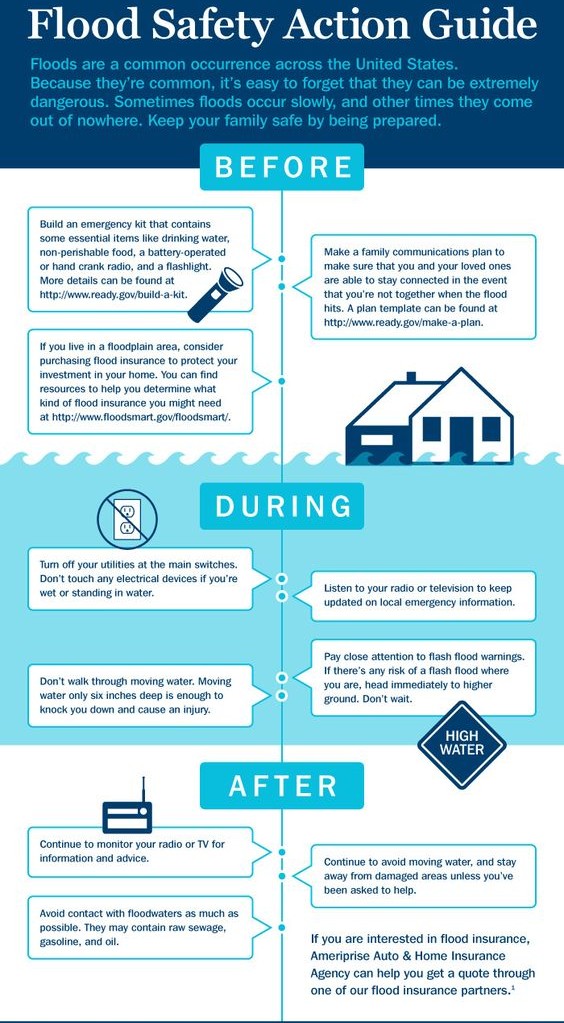 Flood Safety Action Guide
Floods are a common occurrence across the United States.
Because they're common, it's easy to forget that they can be extremely
dangerous. Sometimes floods occur slowly, and other times they come
out of nowhere. Keep your family safe by being prepared.
BEFORE
Build an emergency kit that contains
some essential items like drinking water,
non-perishable food, a battery-operated
or hand crank radio, and a flashlight.
More details can be found at
http://www.ready.gov/build-a-kit.
Make a family communications plan to
make sure that you and your loved ones
are able to stay connected in the event
that you're not together when the flood
hits. A plan template can be found at
http://www.ready.gov/make-a-plan.
If you live in a floodplain area, consider
purchasing flood insurance to protect your
investment in your home. You can find
resources to help you determine what
kind of flood insurance you might need
at http://www.floodsmart.gov/floodsmart/.
DURING
Turn off your utilities at the main switches.
Don't touch any electrical devices if you're
wet or standing in water.
Listen to your radio or television to keep
updated on local emergency information.
Pay close attention to flash flood warnings.
If there's any risk of a flash flood where
you are, head immediately to higher
ground. Don't wait.
Don't walk through moving water. Moving
water only six inches deep is enough to
knock you down and cause an injury.
HIGH
WATER
AFTER
Continue to monitor your radio or TV for
information and advice.
Continue to avoid moving water, and stay
away from damaged areas unless you've
been asked to help.
Avoid contact with floodwaters as much as
possible. They may contain raw sewage,
gasoline, and oil.
If you are interested in flood insurance,
Ameriprise Auto & Home Insurance
Agency can help you get a quote through
one of our flood insurance partners.¹